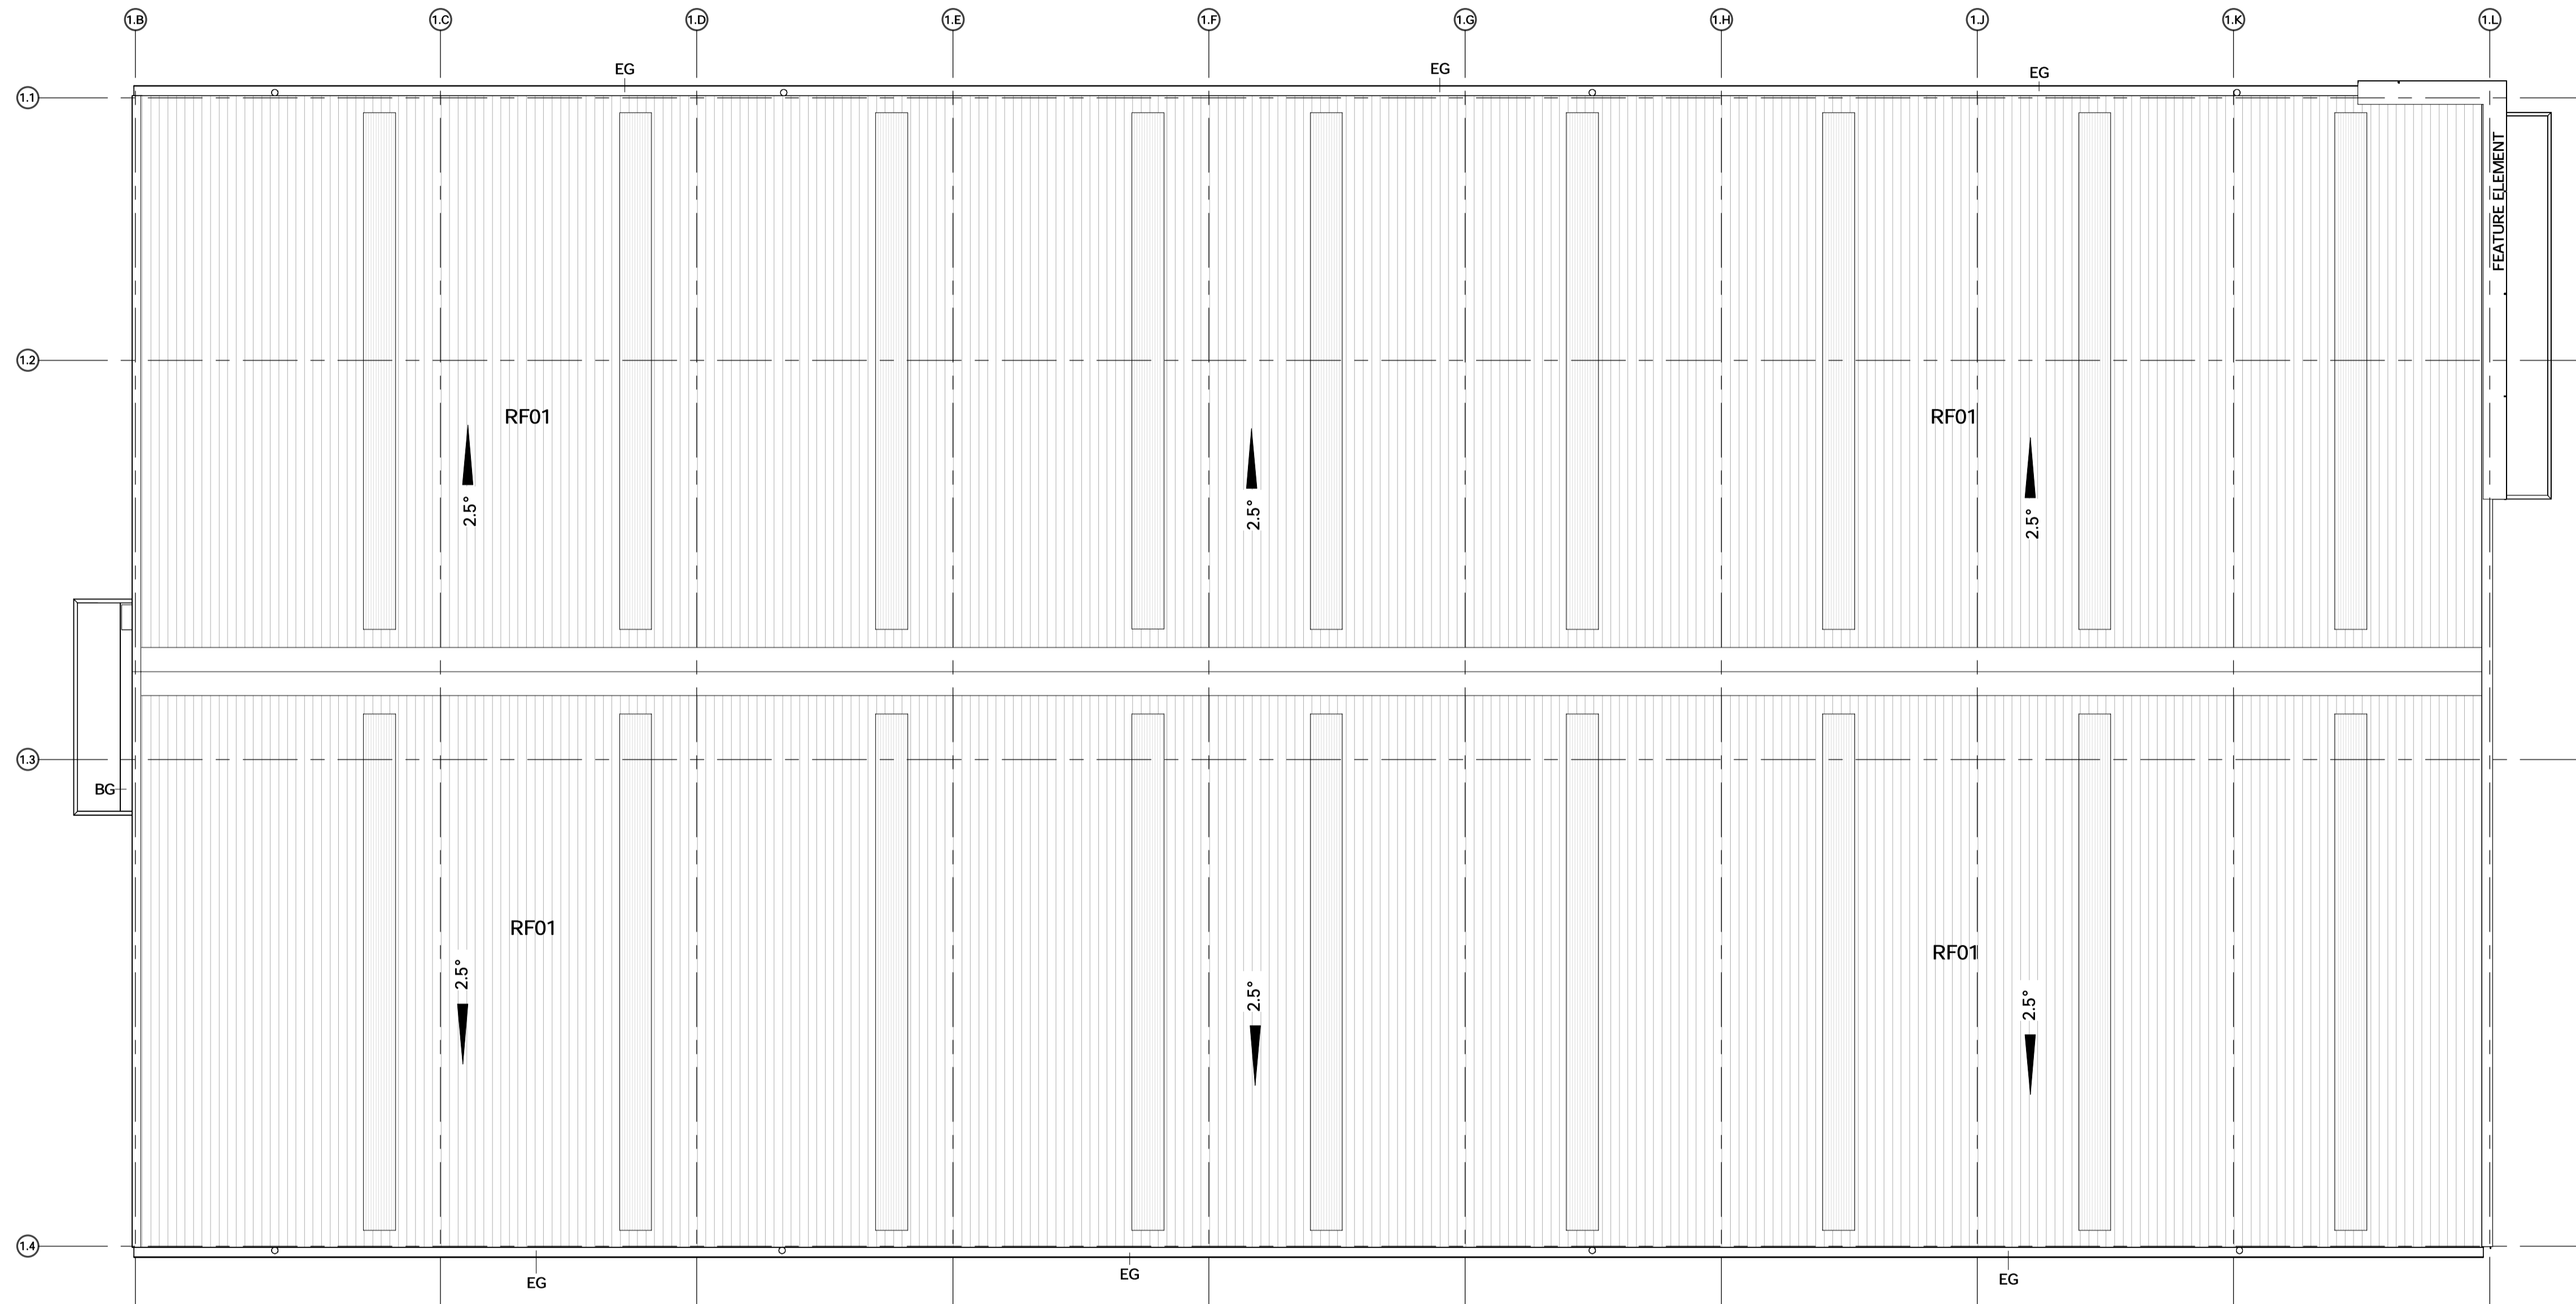 1.B 1.C 1.D 1.E 1.F 1.G 1.H 1.J 1.K 1.L
EG EG EG
1.1
FEATURE ELEMENT
1.2
RF01 RF01
2.5° 2.5° 2.5°
1.3
BG
RF01 RF01
2.5° 2.5° 2.5°
1.4
EG EG EG